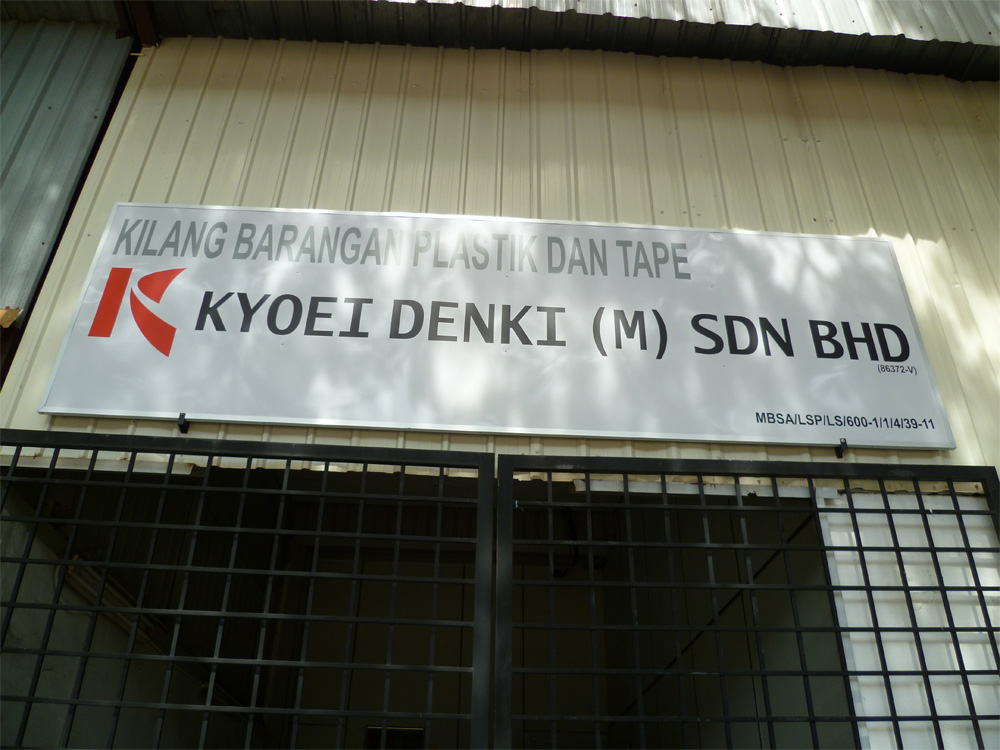 KILANG BARANGAN PLASTIK DAN TAPE
KYOEI DENKI (M) SDN BHD
(86372-V)
MBSA/LSP/LS/600-1/1/4/39-11